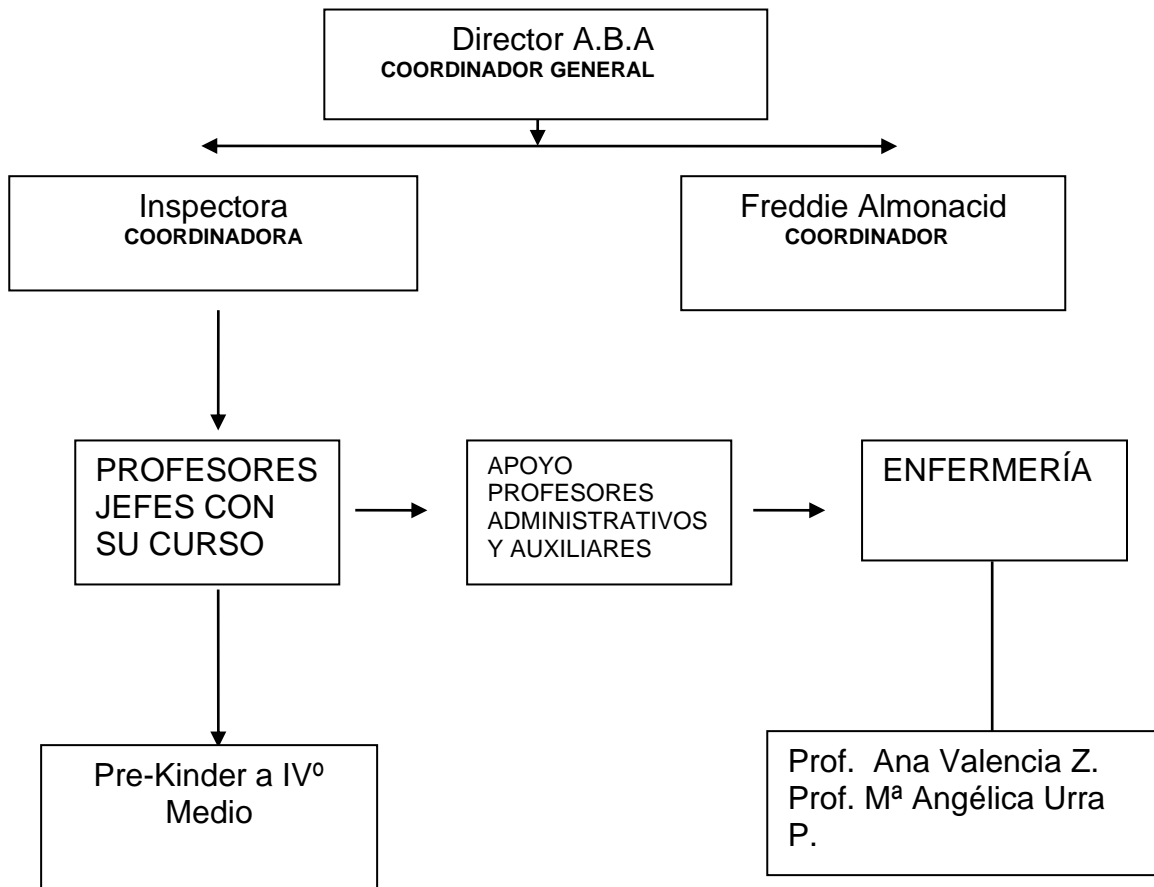 Director A.B.A
COORDINADOR GENERAL
Inspectora
COORDINADORA
Freddie Almonacid
COORDINADOR
PROFESORES
JEFES CON
SU CURSO
APOYO
PROFESORES
ADMINISTRATIVOS
Y AUXILIARES
ENFERMERÍA
Pre-Kinder a IVº
Medio
Prof.  Ana Valencia Z.
Prof. Mª Angélica Urra
P.